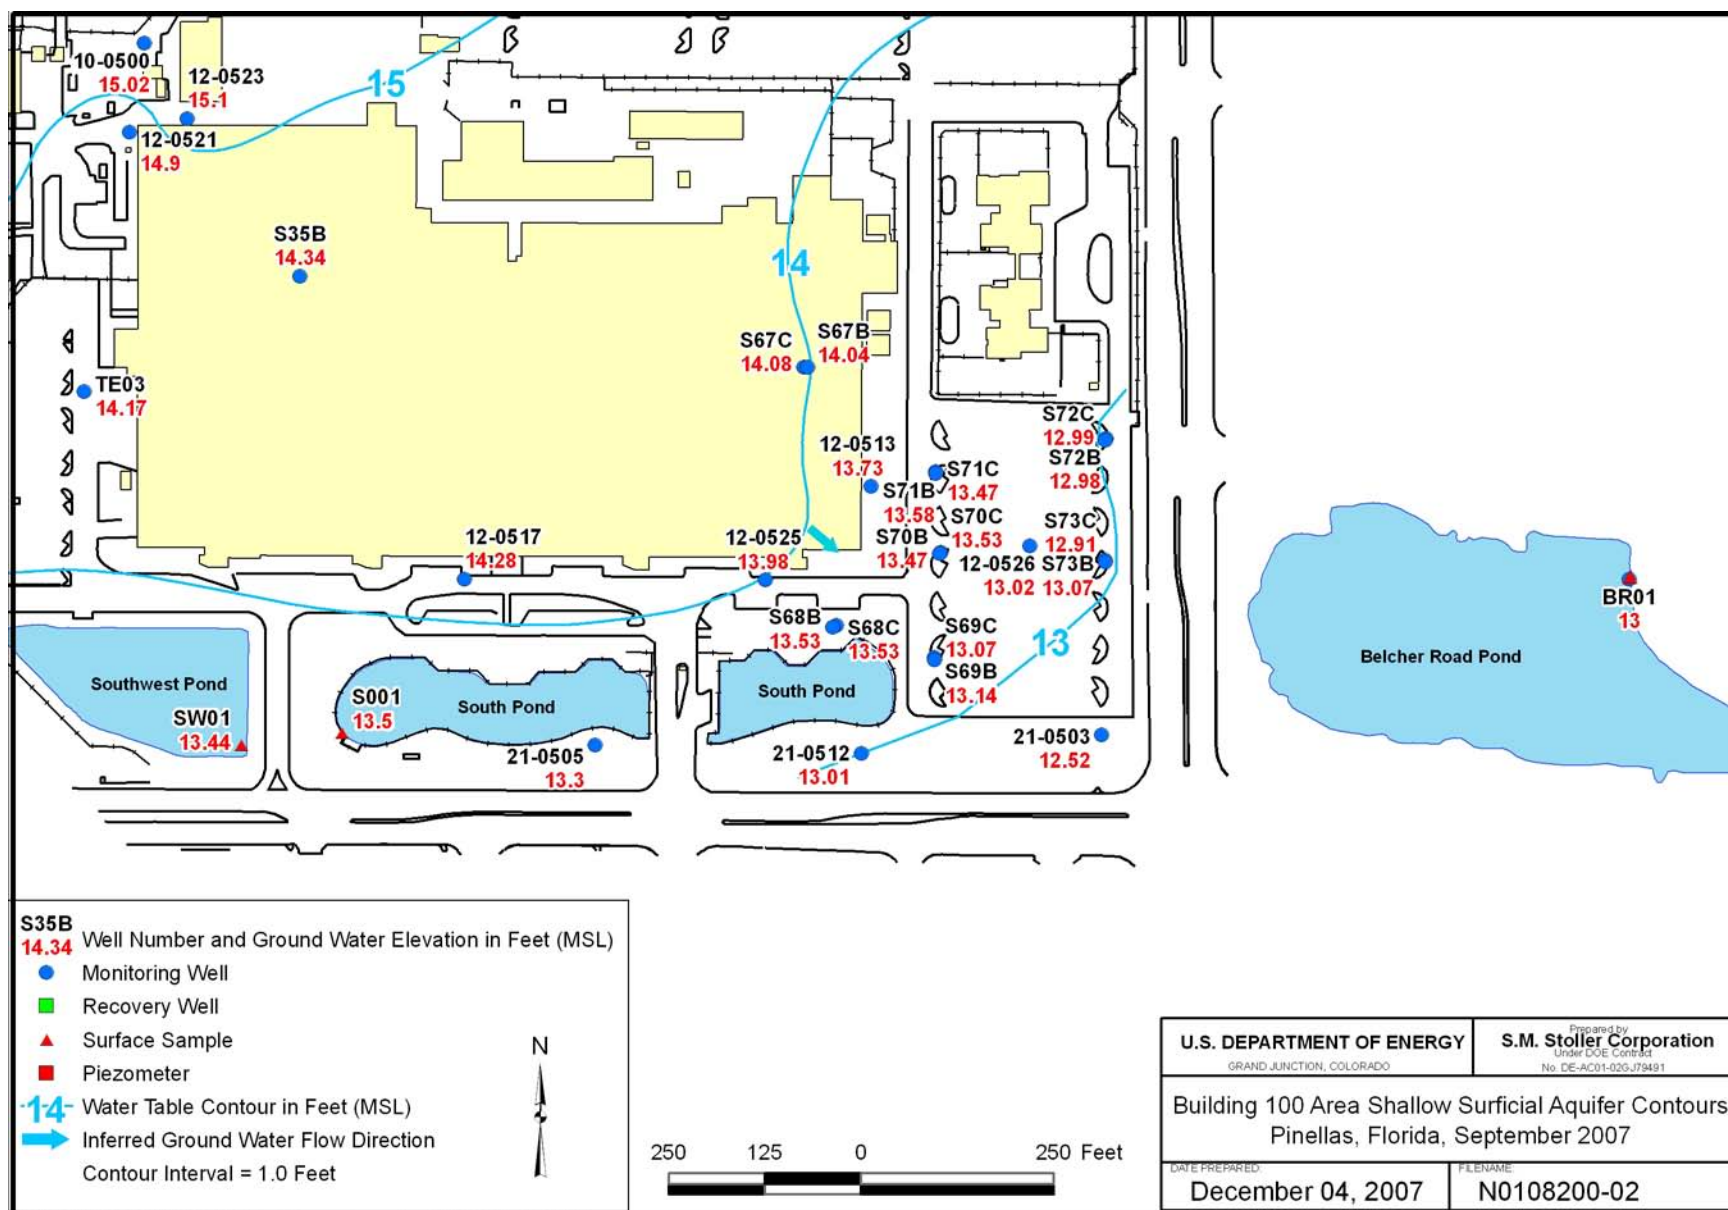 10-0500
15.02
12-0523
15.1
15
12-0521
14.9
S35B
14.34
14
S67C
14.08
S67B
14.04
TE03
14.17
12-0513
13.73
S72C
12.99
S72B
12.98
S71C
13.47
S71B
13.58
S70C
13.53
S73C
12.91
S70B
13.47
12-0526
13.02
S73B
13.07
12-0517
14.28
12-0525
13.98
S68B
13.53
S68C
13.53
S69C
13.07
S69B
13.14
13
BR01
13
Belcher Road Pond
Southwest Pond
SW01
13.44
S001
13.5
South Pond
South Pond
21-0505
13.3
21-0512
13.01
21-0503
12.52
S35B
14.34
Well Number and Ground Water Elevation in Feet (MSL)
Monitoring Well
Recovery Well
Surface Sample
Piezometer
14 Water Table Contour in Feet (MSL)
Inferred Ground Water Flow Direction
Contour Interval = 1.0 Feet
N
250 125 0 250 Feet
U.S. DEPARTMENT OF ENERGY
GRAND JUNCTION, COLORADO
Prepared by
S.M. Stoller Corporation
Under DOE Contract
No. DE-AC01-02GJ79491
Building 100 Area Shallow Surficial Aquifer Contours
Pinellas, Florida, September 2007
DATE PREPARED:
December 04, 2007
FILENAME:
N0108200-02